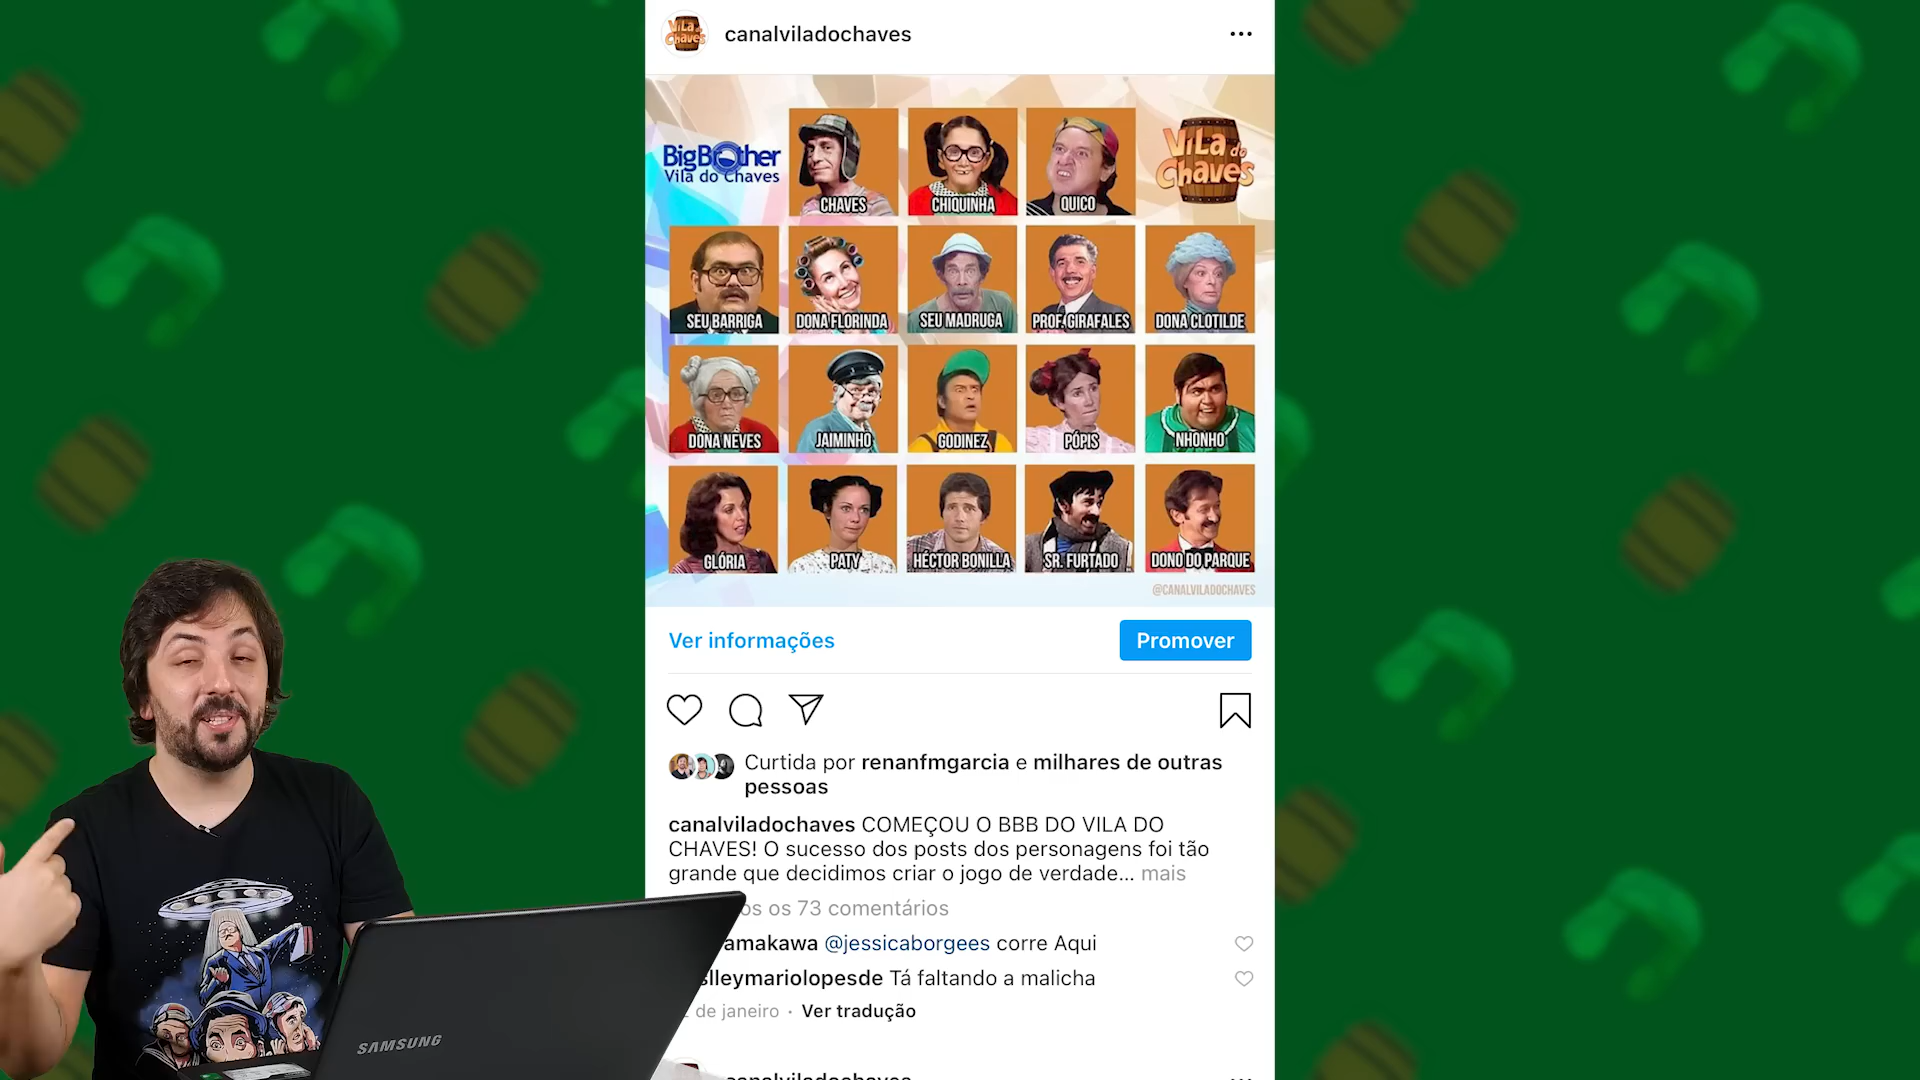 canalviladochaves
BigBrother
Vila do Chaves
CHAVES
CHIQUINHA
QUICO
ViLa do
Chaves
SEU BARRIGA
DONA FLORINDA
SEU MADRUGA
PROF. GIRAFALES
DONA CLOTILDE
DONA NEVES
JAIMINHO
GODINEZ
PÓPIS
NHONHO
GLÓRIA
PATY
HÉCTOR BONILLA
SR. FURTADO
DONO DO PARQUE
@CANALVILADOCHAVES
Ver informações
Promover
Curtida por renanfmgarcia e milhares de outras
pessoas
canalviladochaves COMEÇOU O BBB DO VILA DO
CHAVES! O sucesso dos posts dos personagens foi tão
grande que decidimos criar o jogo de verdade... mais
os 73 comentários
amakawa @jessicaborgees corre Aqui
lleymariolopesde Tá faltando a malicha
de janeiro · Ver tradução
canalviladochaves
SAMSUNG